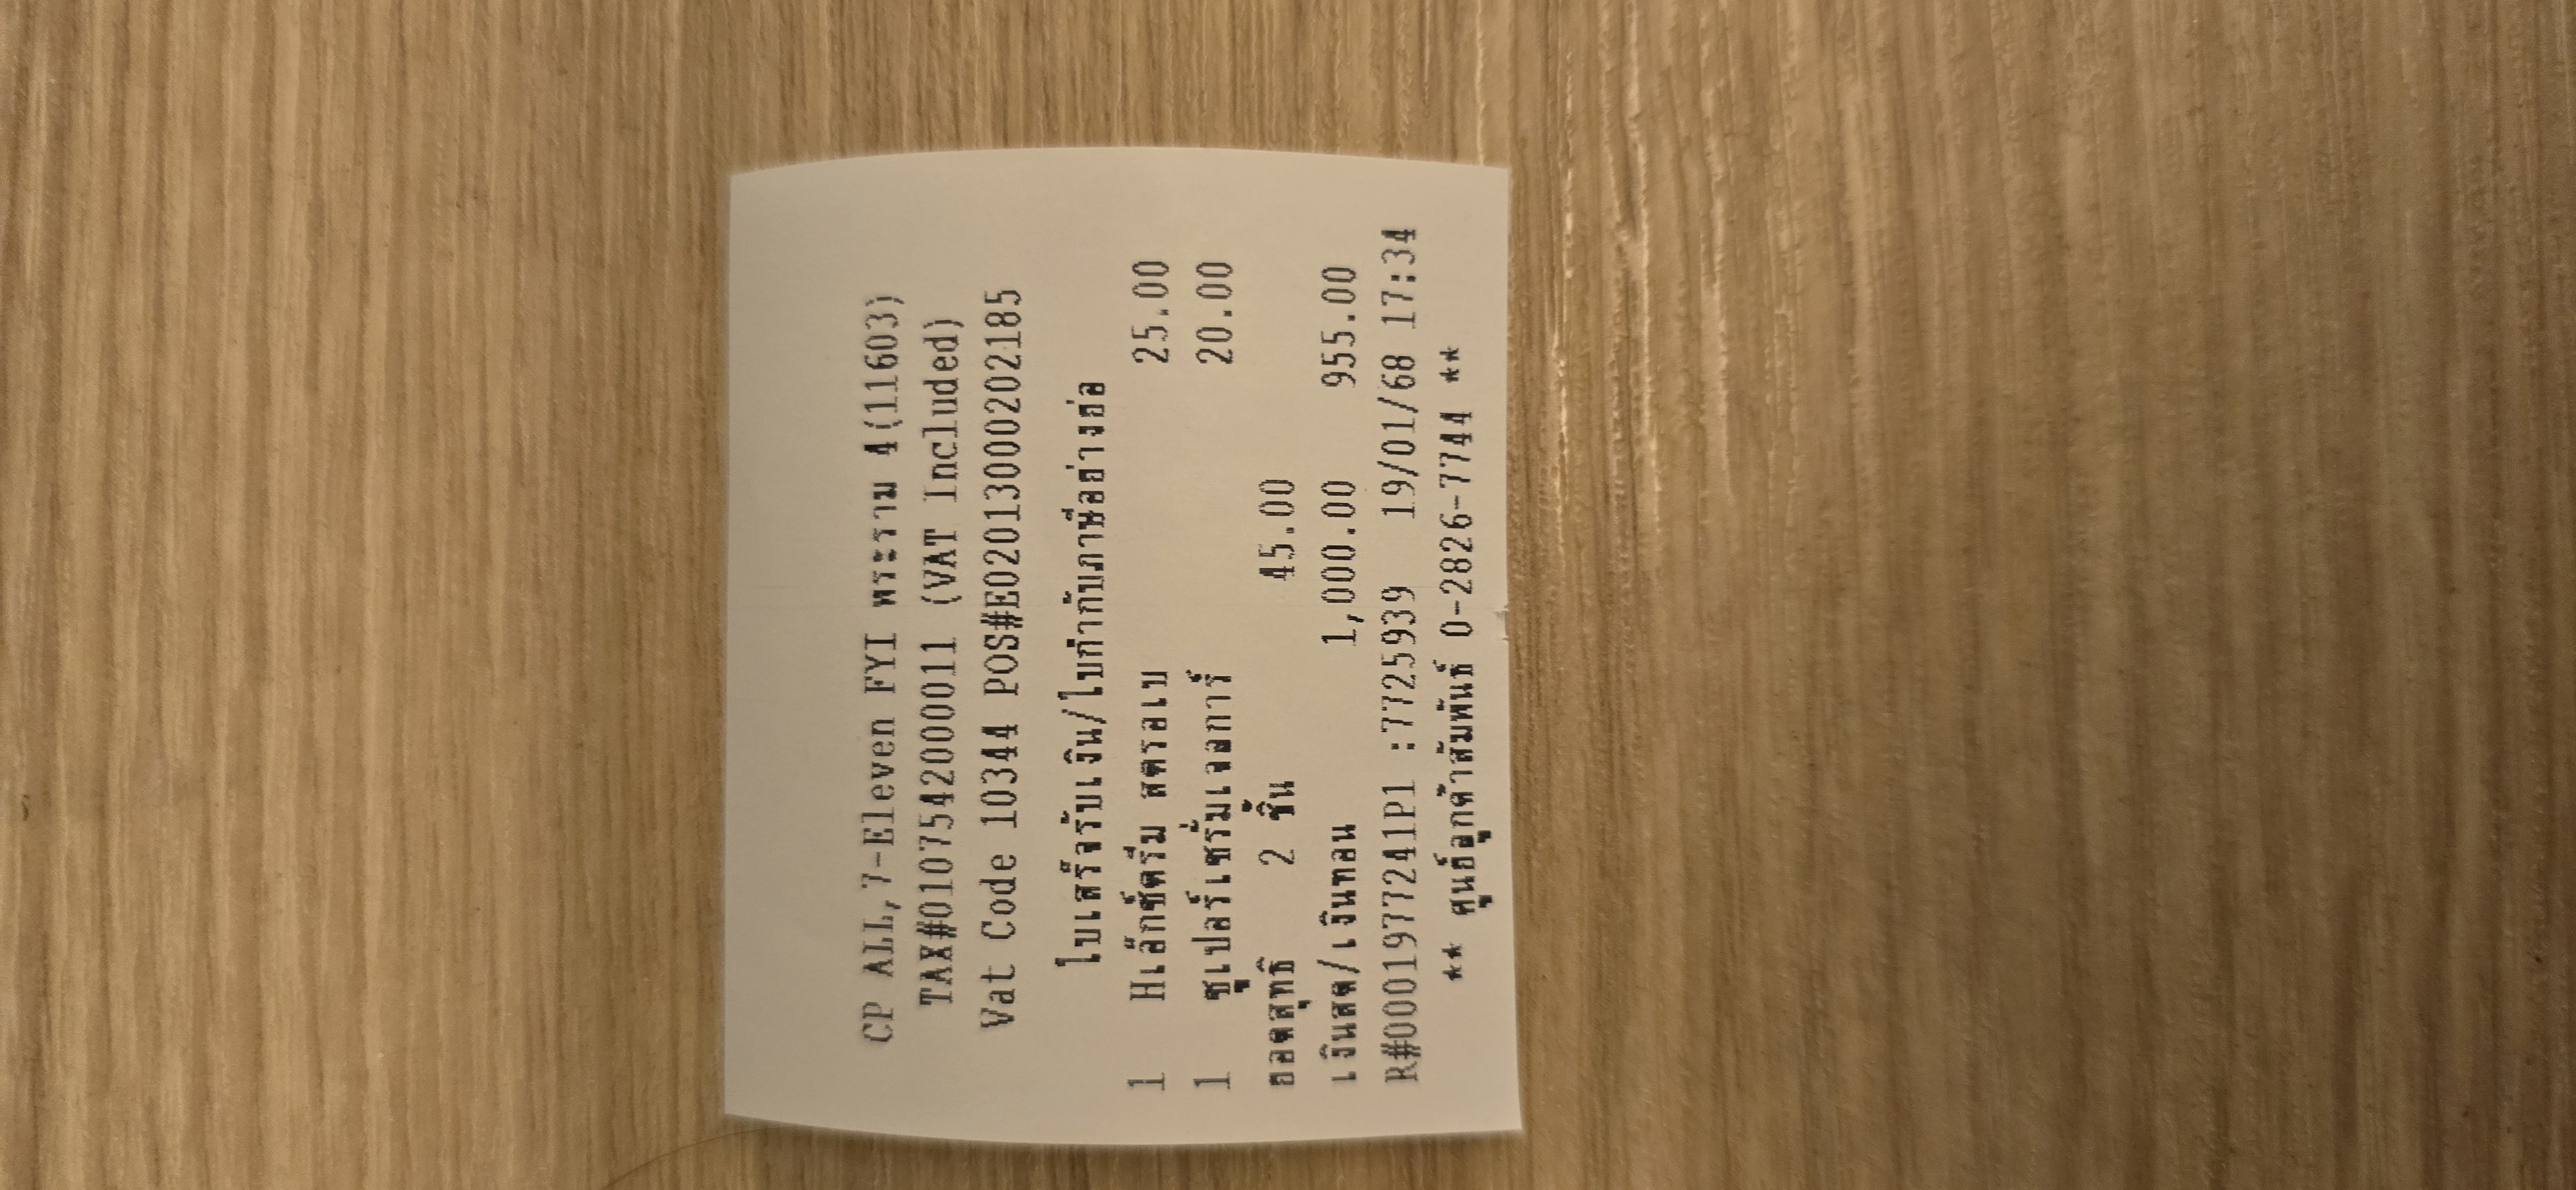 CP ALL,7-Eleven FYI พระราม 4(11603)
TAX#0107542000011 (VAT Included)
Vat Code 10344 POS#E02013000202185
ใบเสร็จรับเงิน/ใบกำกับภาษีอย่างย่อ
1 Hเอ็กซ์ตรีม สตรอเบ 25.00
1 ซูเปอร์เซรั่มเจลการ์ 20.00
ยอดสุทธิ 2 ชิ้น 45.00
เงินสด/เงินทอน 1,000.00 955.00
R#0001977241P1 :7725939 19/01/68 17:34
** ศูนย์ลูกค้าสัมพันธ์ 0-2826-7744 **